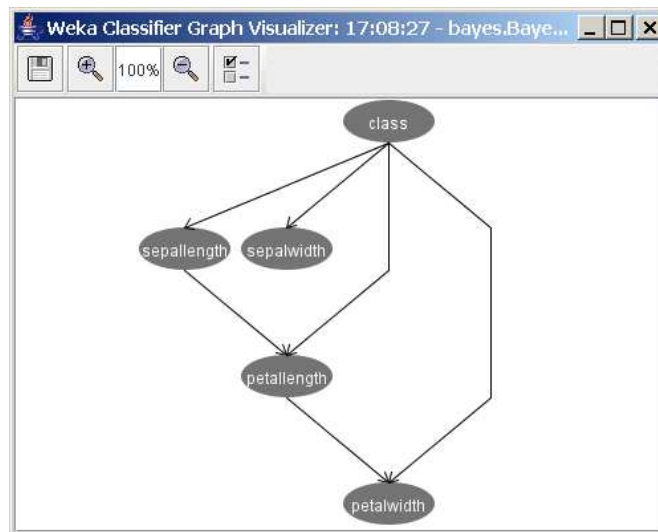 Weka Classifier Graph Visualizer: 17:08:27 - bayes.Baye...
100%
class
sepallength sepalwidth
petallength
petalwidth